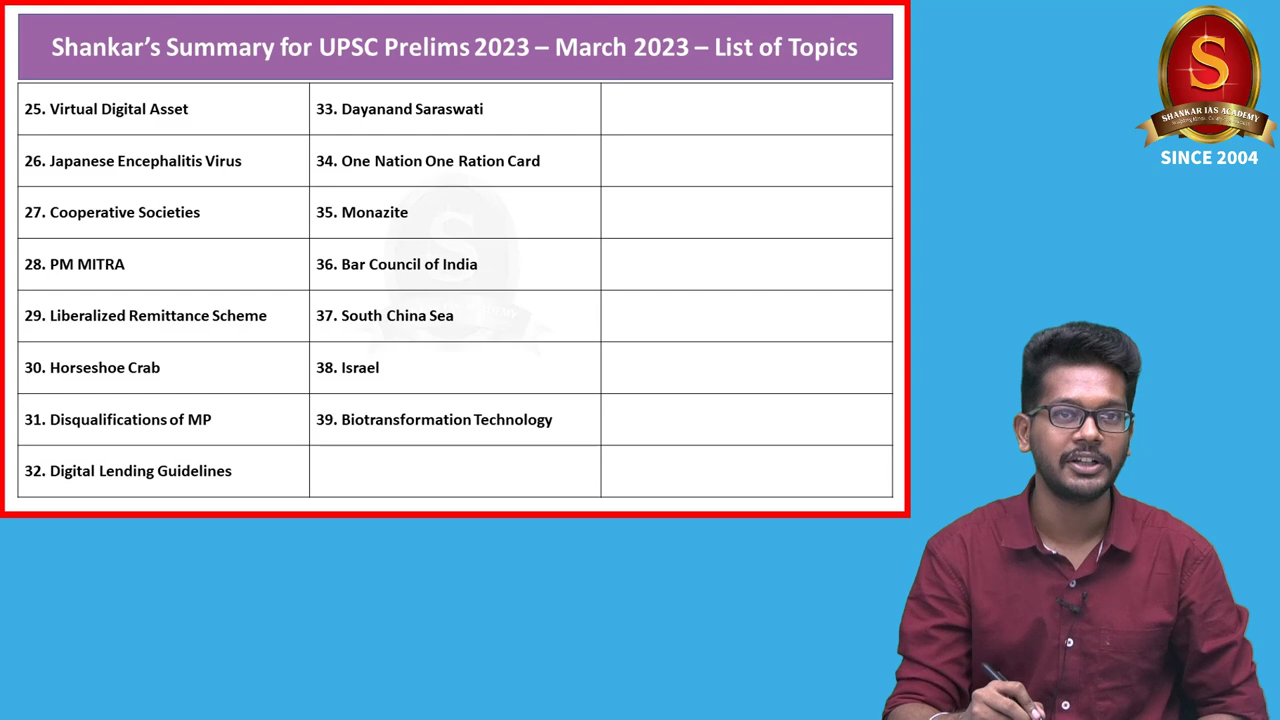 Shankar’s Summary for UPSC Prelims 2023 – March 2023 – List of Topics
25. Virtual Digital Asset
33. Dayanand Saraswati
26. Japanese Encephalitis Virus
34. One Nation One Ration Card
27. Cooperative Societies
35. Monazite
28. PM MITRA
36. Bar Council of India
29. Liberalized Remittance Scheme
37. South China Sea
30. Horseshoe Crab
38. Israel
31. Disqualifications of MP
39. Biotransformation Technology
32. Digital Lending Guidelines
S
SHANKAR IAS ACADEMY
SINCE 2004